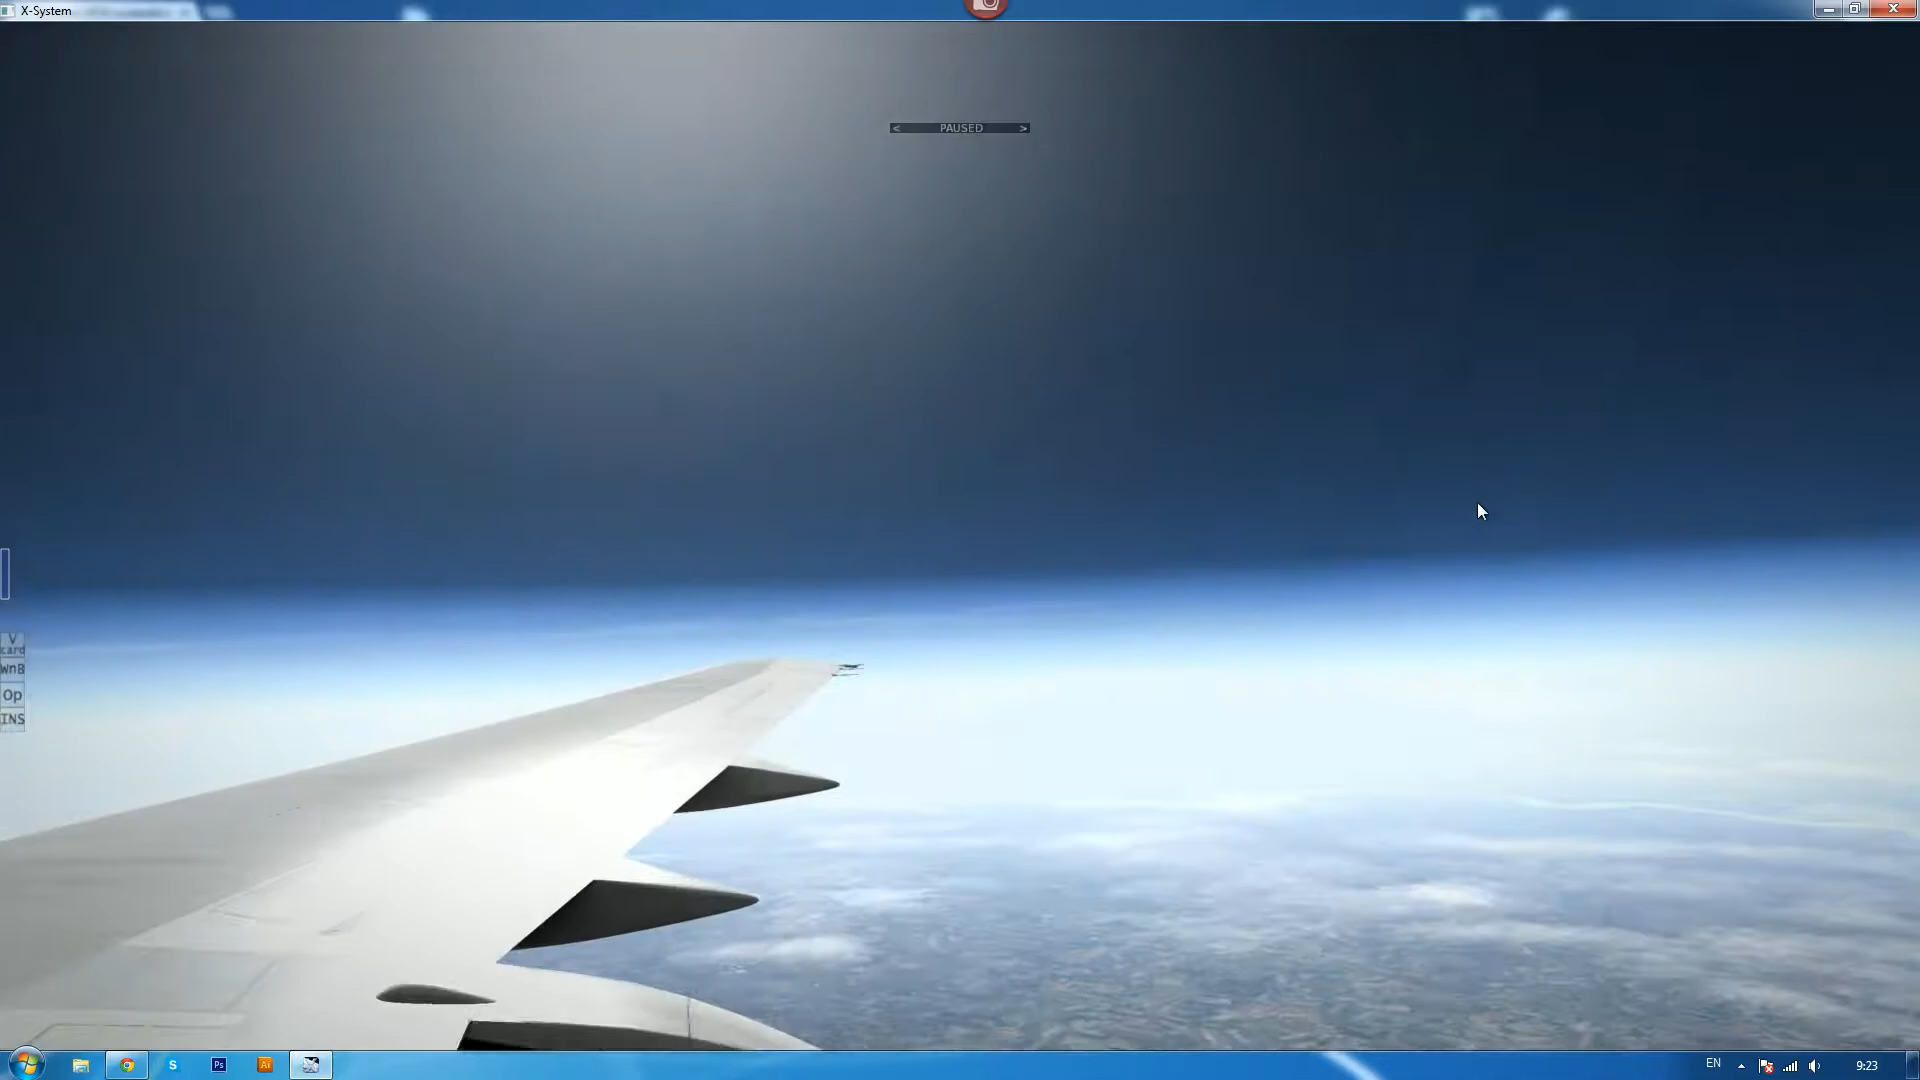 X-System
< PAUSED >
V
card
WnB
Op
INS
S
Ps
Ai
EN
9:23